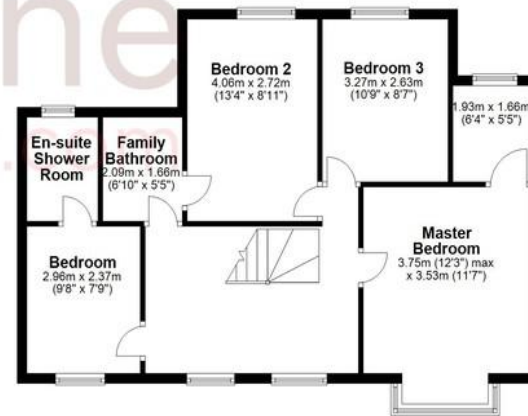 ne
.com
Bedroom 2
4.06m x 2.72m
(13'4" x 8'11")
Bedroom 3
3.27m x 2.63m
(10'9" x 8'7")
1.93m x 1.66m
(6'4" x 5'5")
En-suite
Shower
Room
Family
Bathroom
2.09m x 1.66m
(6'10" x 5'5")
Bedroom
2.96m x 2.37m
(9'8" x 7'9")
Master
Bedroom
3.75m (12'3") max
x 3.53m (11'7")